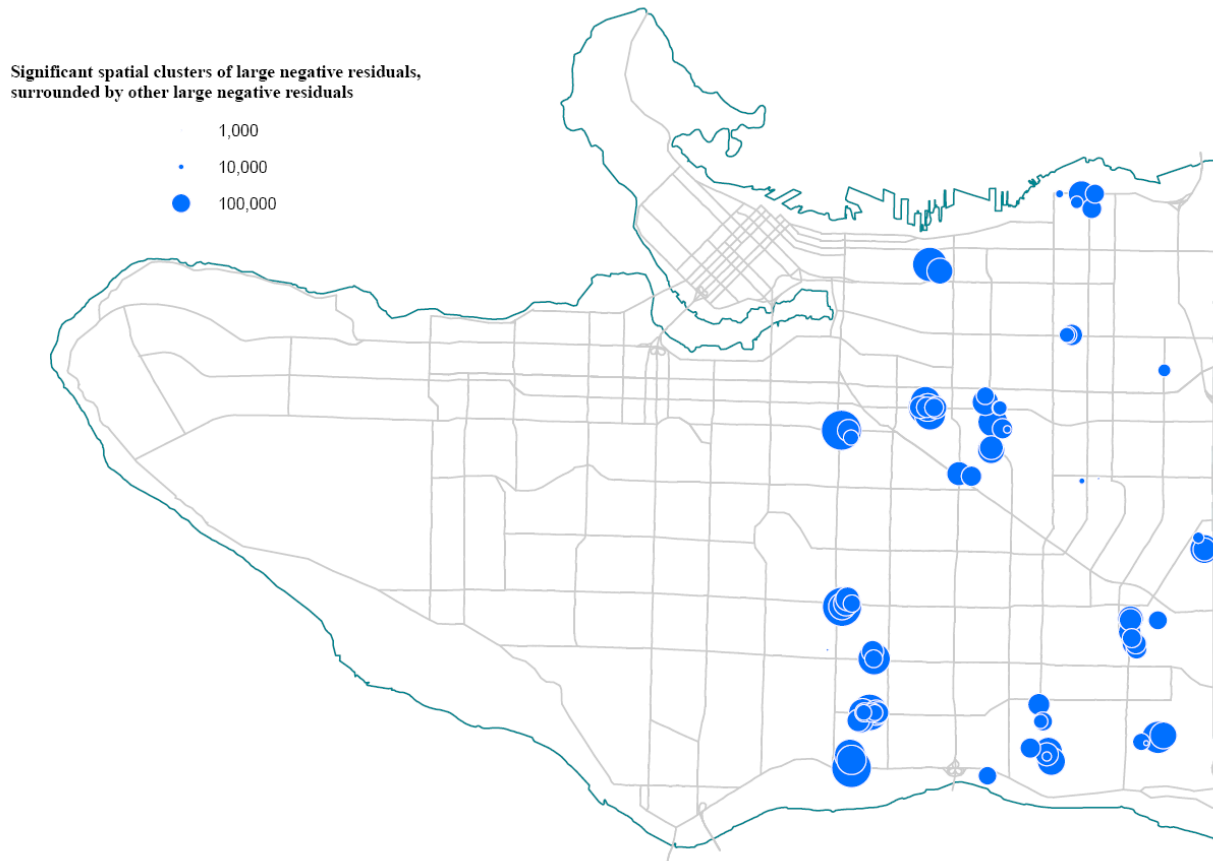 Significant spatial clusters of large negative residuals,
surrounded by other large negative residuals
1,000
10,000
100,000